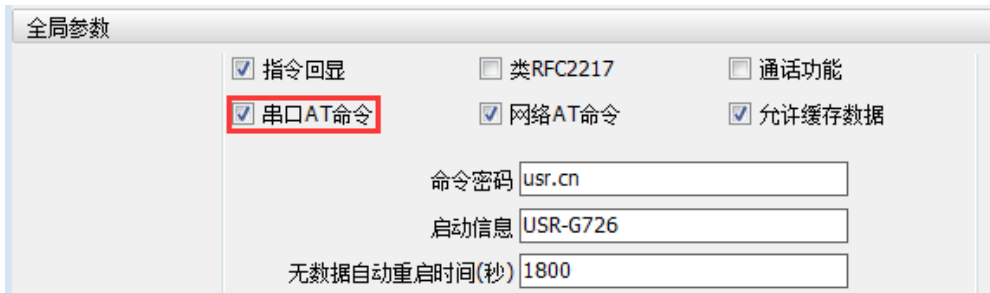 全局参数
指令回显 类RFC2217 通话功能
串口AT命令 网络AT命令 允许缓存数据
命令密码 usr.cn
启动信息 USR-G726
无数据自动重启时间(秒) 1800